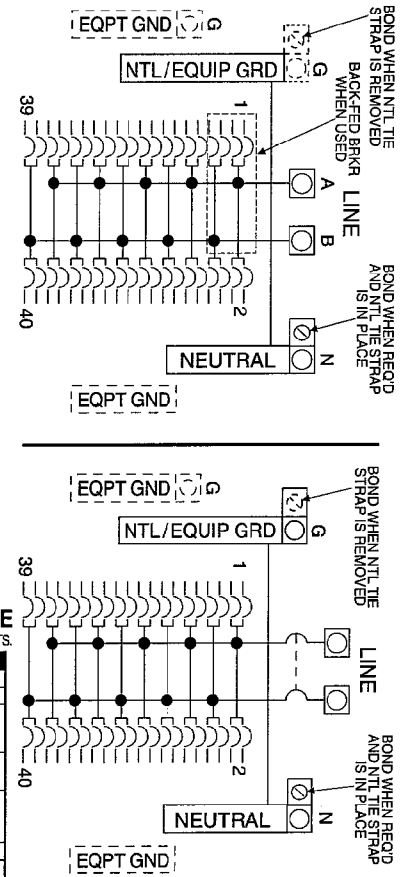 BOND WHEN NTL TIE
STRAP IS REMOVED
BACK-FED BRKR
WHEN USED
LINE
A
B
BOND WHEN REQ'D
AND NTL TIE STRAP
IS IN PLACE
EQPT GND
G
NTL/EQUIP GRD
G
39
1
40
2
NEUTRAL
N
EQPT GND
BOND WHEN NTL TIE
STRAP IS REMOVED
LINE
BOND WHEN REQ'D
AND NTL TIE STRAP
IS IN PLACE
EQPT GND
G
NTL/EQUIP GRD
G
39
1
40
2
NEUTRAL
N
EQPT GND
E
TS.